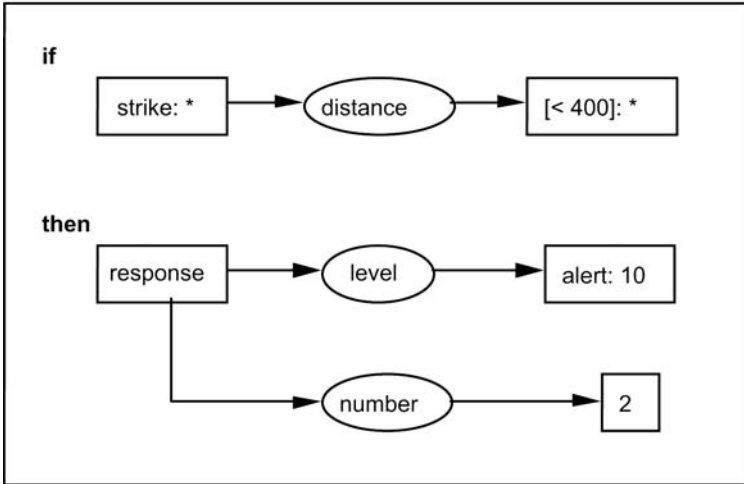 if
strike: * distance [< 400]: *
then
response level alert: 10
number 2